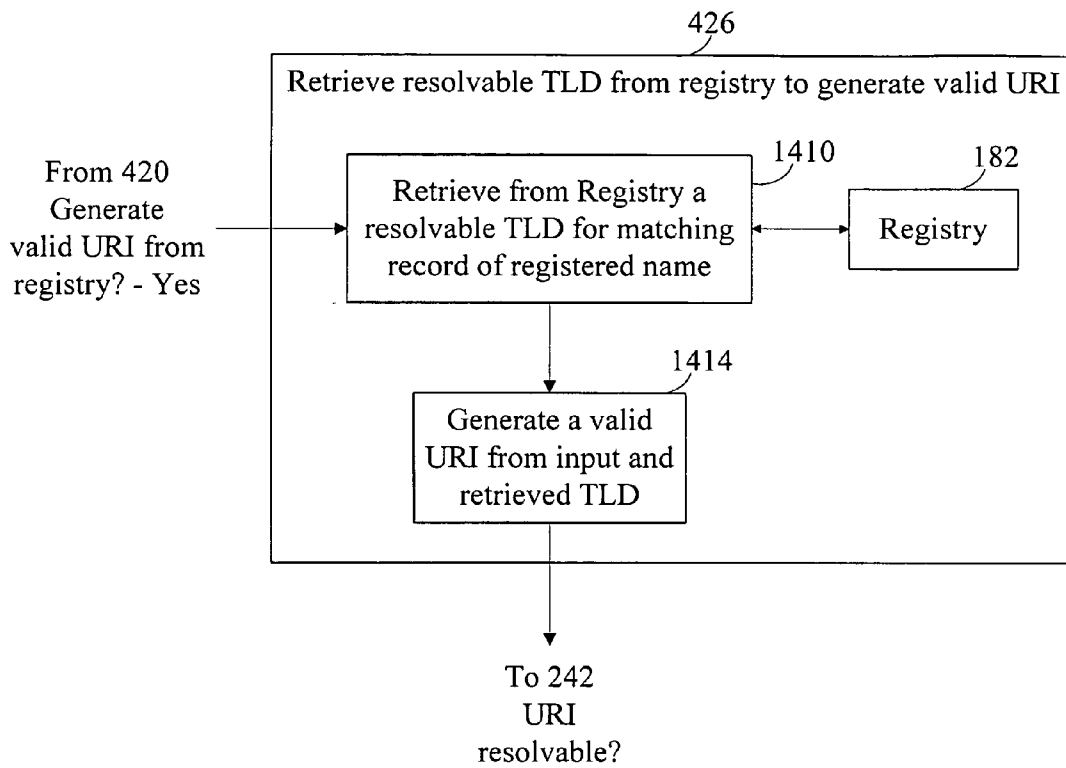 426
Retrieve resolvable TLD from registry to generate valid URI
From 420
Generate
valid URI from
registry? - Yes
1410
Retrieve from Registry a
resolvable TLD for matching
record of registered name
182
Registry
1414
Generate a valid
URI from input and
retrieved TLD
To 242
URI
resolvable?